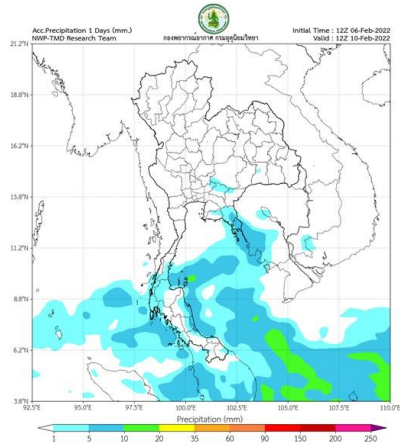 Acc.Precipitation 1 Days (mm.)
NWP-TMD Research Team
กองพยากรณ์อากาศ กรมอุตุนิยมวิทยา
Initial Time : 12Z 06-Feb-2022
Valid : 12Z 10-Feb-2022
21.2°N
18.8°N
16.2°N
13.8°N
11.2°N
8.8°N
6.2°N
3.8°N
92.5°E 95.0°E 97.5°E 100.0°E 102.5°E 105.0°E 107.5°E 110.0°E
Precipitation (mm)
1 5 10 20 35 60 90 150 200 250